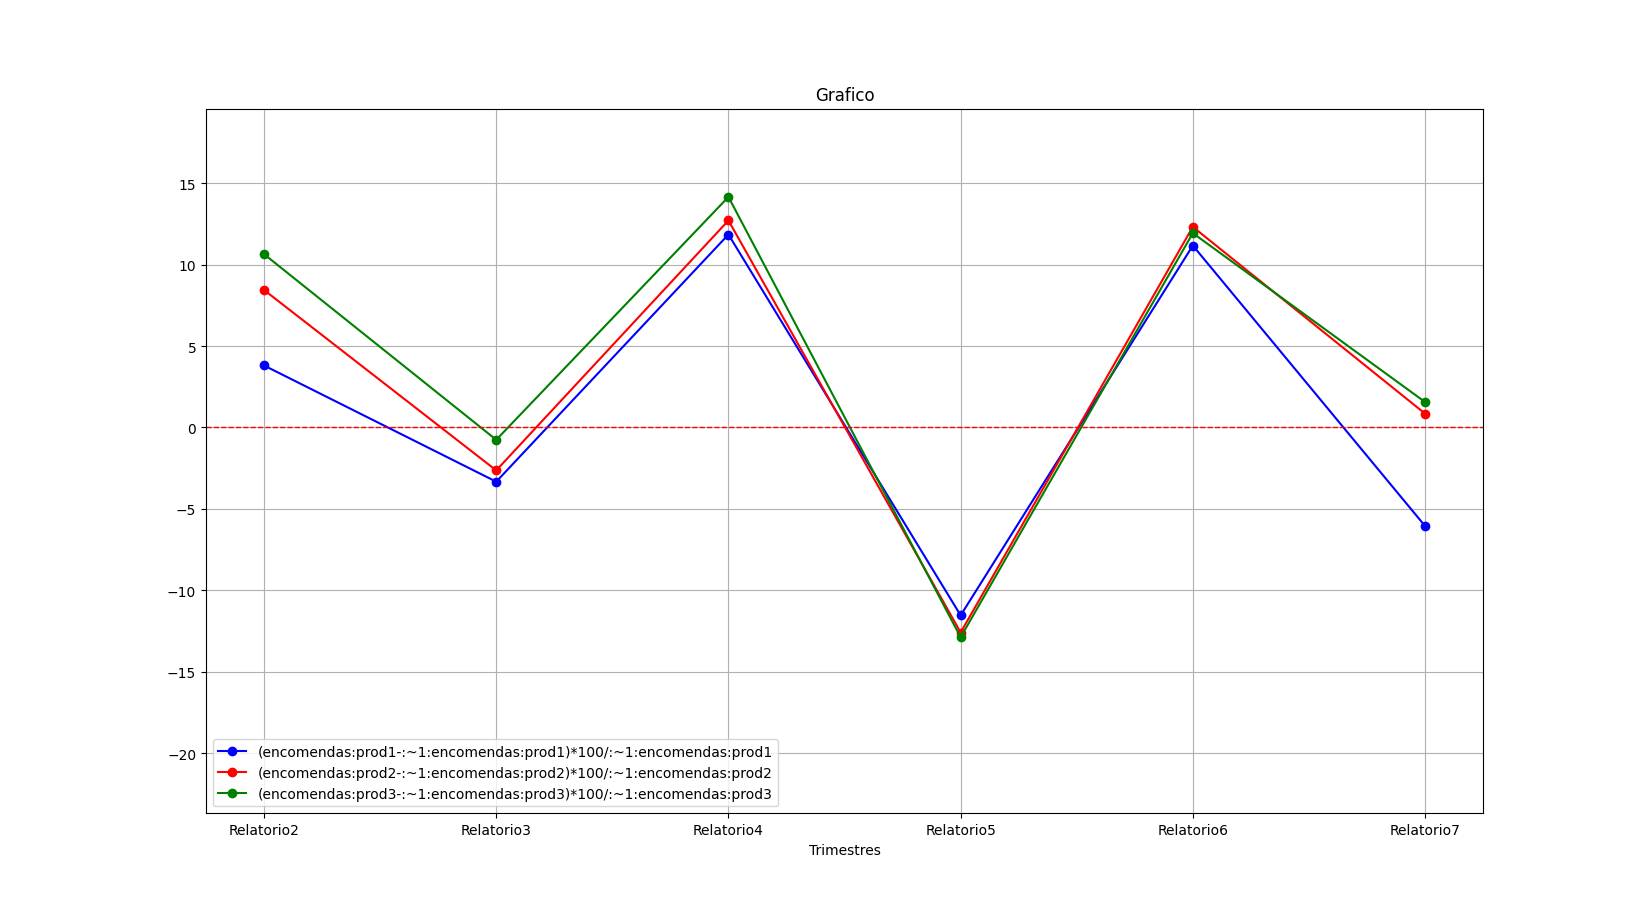 Grafico
15
10
5
0
−5
−10
−15
−20
(encomendas:prod1-:~1:encomendas:prod1)*100/:~1:encomendas:prod1
(encomendas:prod2-:~1:encomendas:prod2)*100/:~1:encomendas:prod2
(encomendas:prod3-:~1:encomendas:prod3)*100/:~1:encomendas:prod3
Relatorio2 Relatorio3 Relatorio4 Relatorio5 Relatorio6 Relatorio7
Trimestres